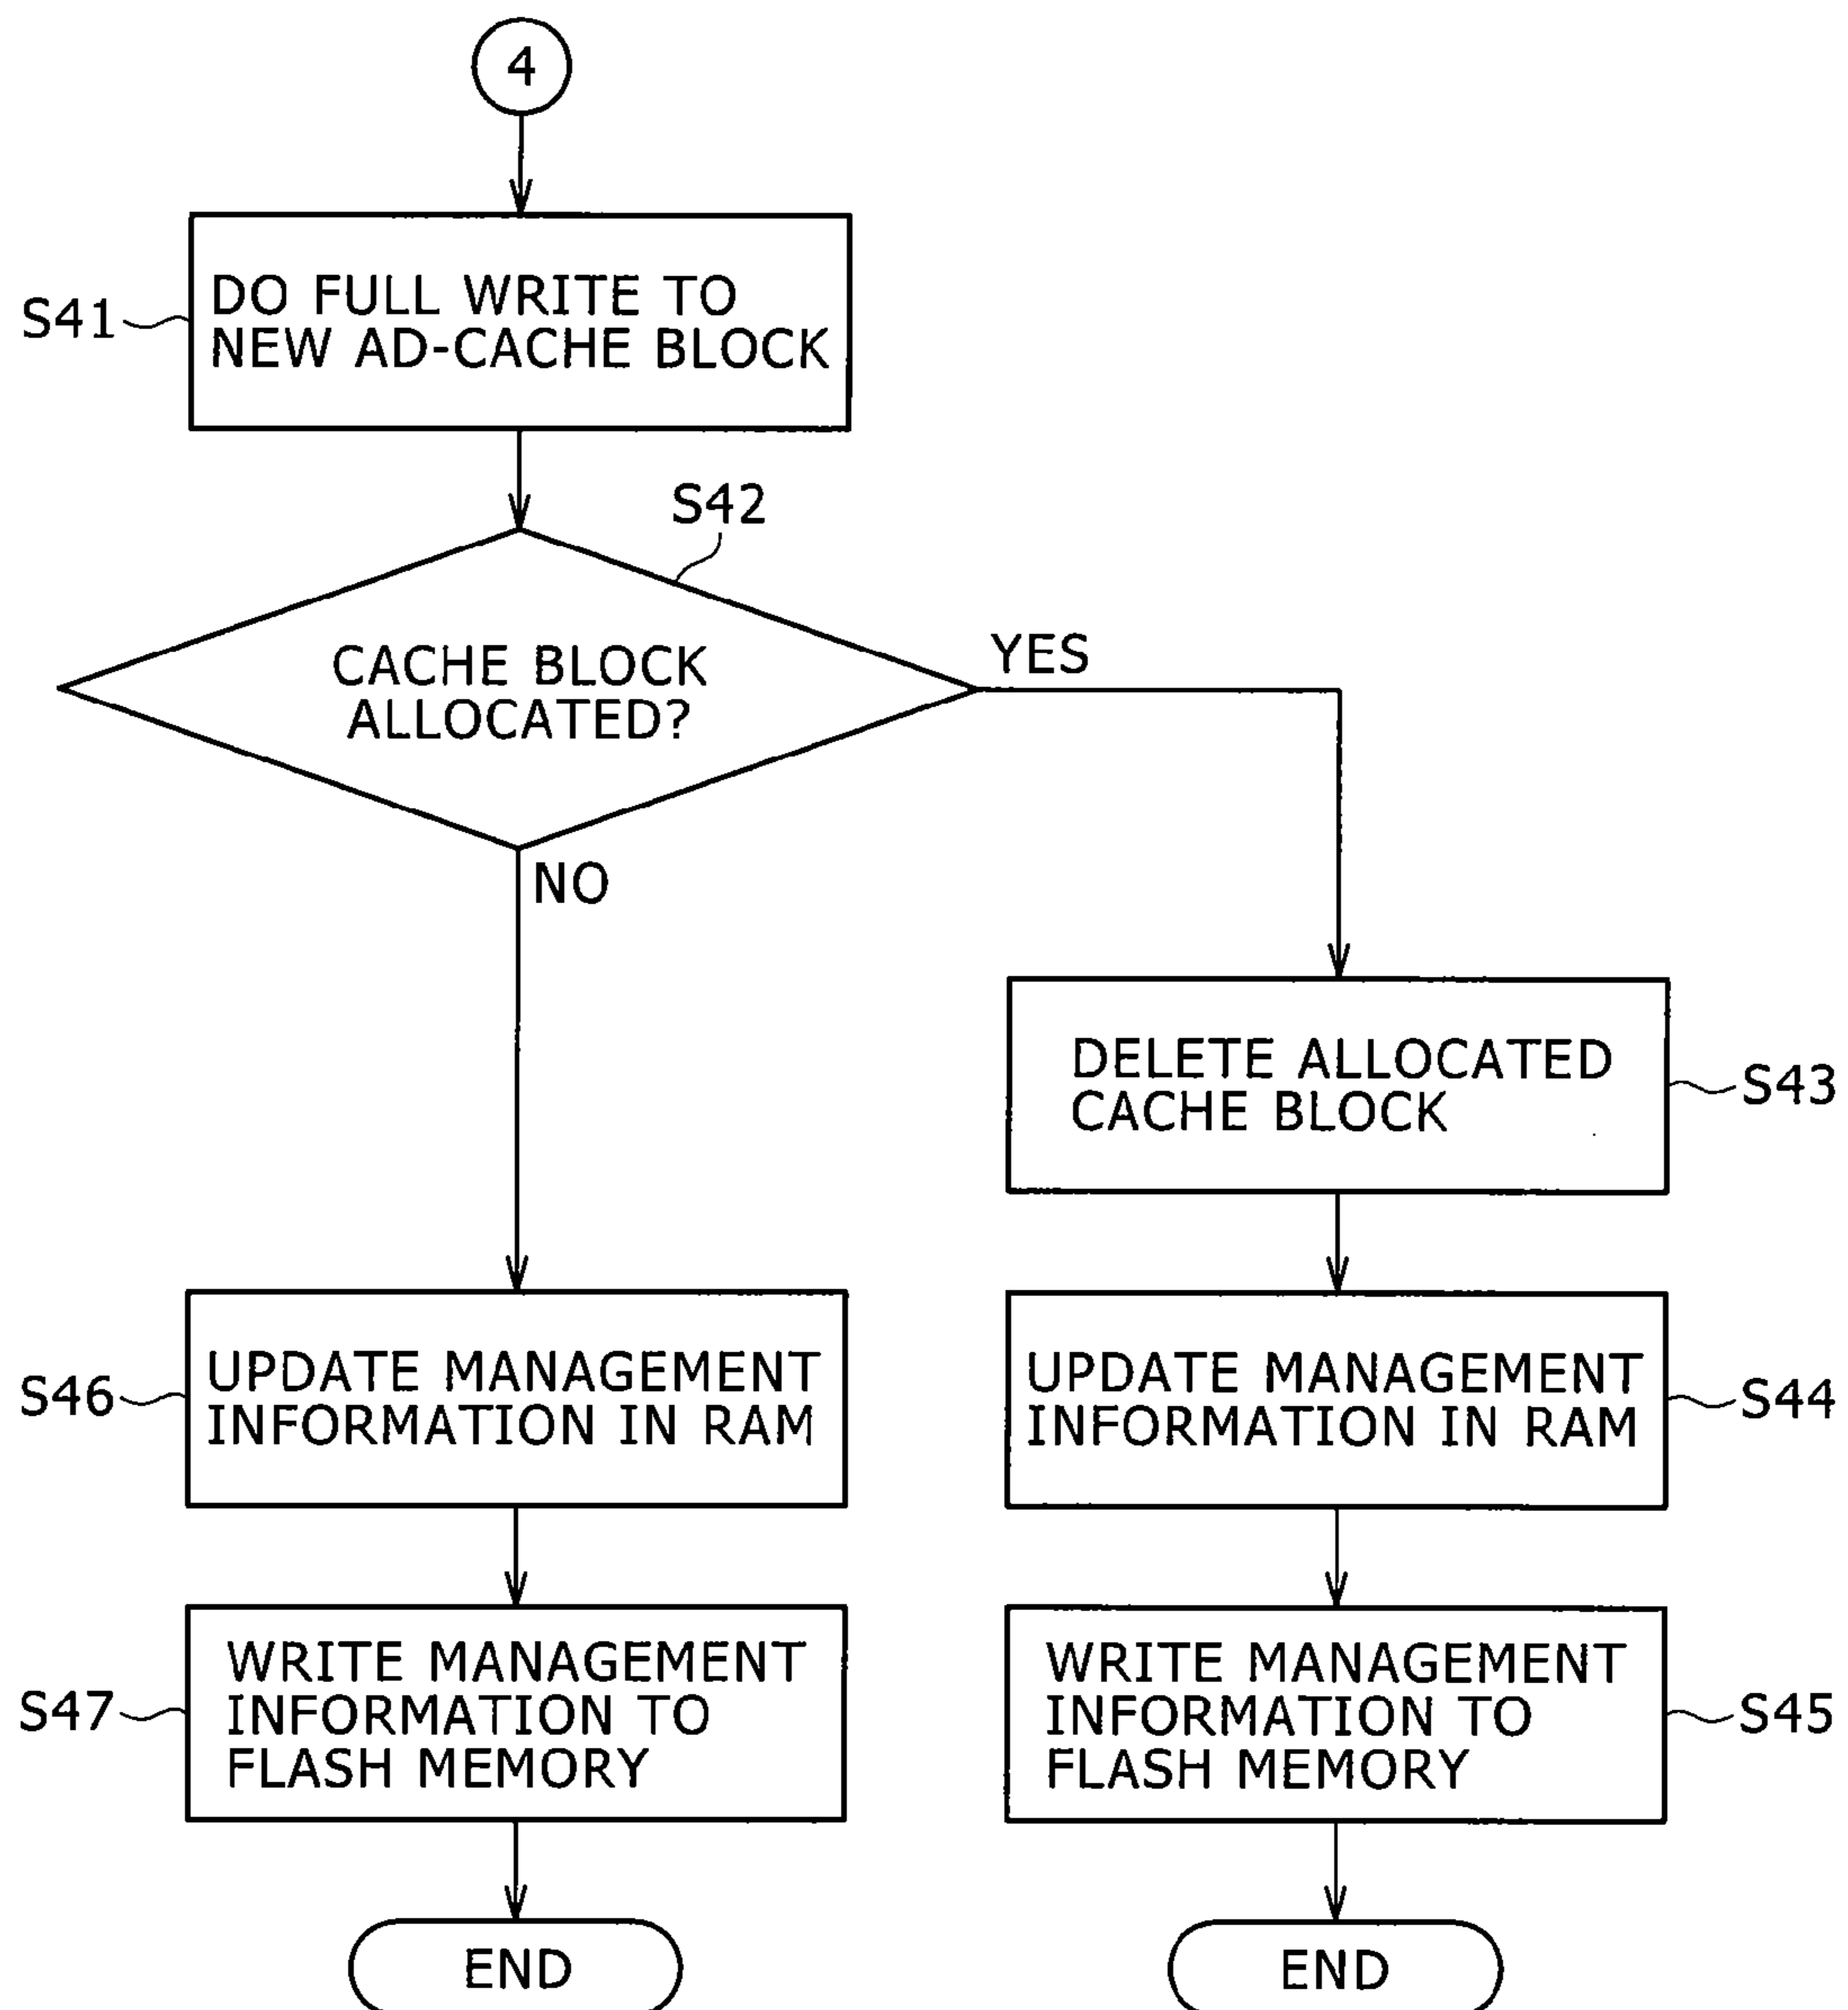 4
S41
DO FULL WRITE TO
NEW AD-CACHE BLOCK
S42
CACHE BLOCK
ALLOCATED?
YES
NO
DELETE ALLOCATED
CACHE BLOCK
S43
S46
UPDATE MANAGEMENT
INFORMATION IN RAM
UPDATE MANAGEMENT
INFORMATION IN RAM
S44
S47
WRITE MANAGEMENT
INFORMATION TO
FLASH MEMORY
WRITE MANAGEMENT
INFORMATION TO
FLASH MEMORY
S45
END
END